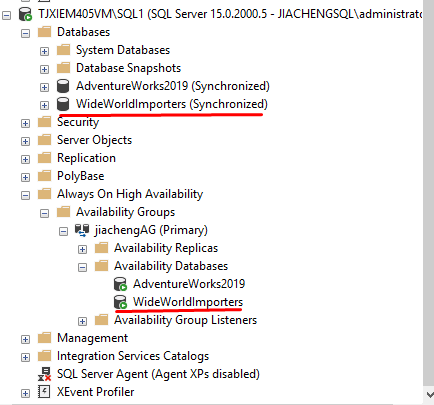 TJXIEM405VM\SQL1 (SQL Server 15.0.2000.5 - JIACHENGSQL\administrato
Databases
System Databases
Database Snapshots
AdventureWorks2019 (Synchronized)
WideWorldImporters (Synchronized)
Security
Server Objects
Replication
PolyBase
Always On High Availability
Availability Groups
jiachengAG (Primary)
Availability Replicas
Availability Databases
AdventureWorks2019
WideWorldImporters
Availability Group Listeners
Management
Integration Services Catalogs
SQL Server Agent (Agent XPs disabled)
XEvent Profiler